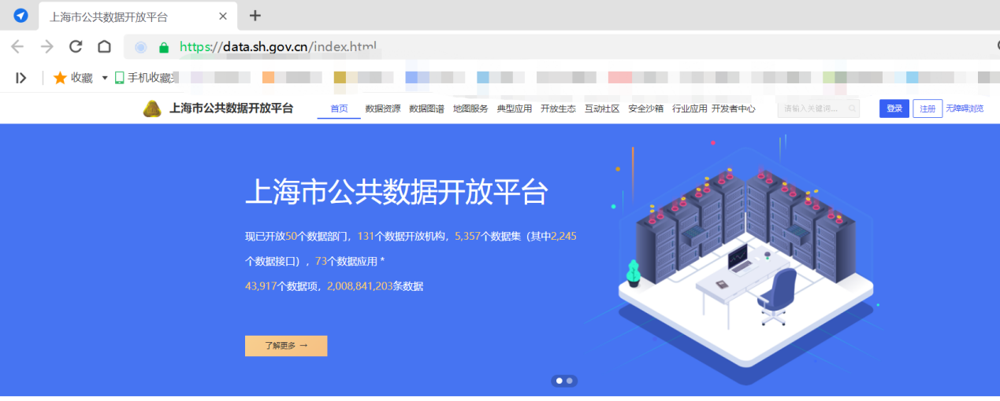 上海市公共数据开放平台
https://data.sh.gov.cn/index.html
收藏 手机收藏
上海市公共数据开放平台 首页 数据资源 数据图谱 地图服务 典型应用 开放生态 互动社区 安全沙箱 行业应用 开发者中心 请输入关键词... 登录 注册 无障碍浏览
上海市公共数据开放平台
现已开放50个数据部门，131个数据开放机构，5,357个数据集（其中2,245
个数据接口），73个数据应用 *
43,917个数据项，2,008,841,203条数据
了解更多 →